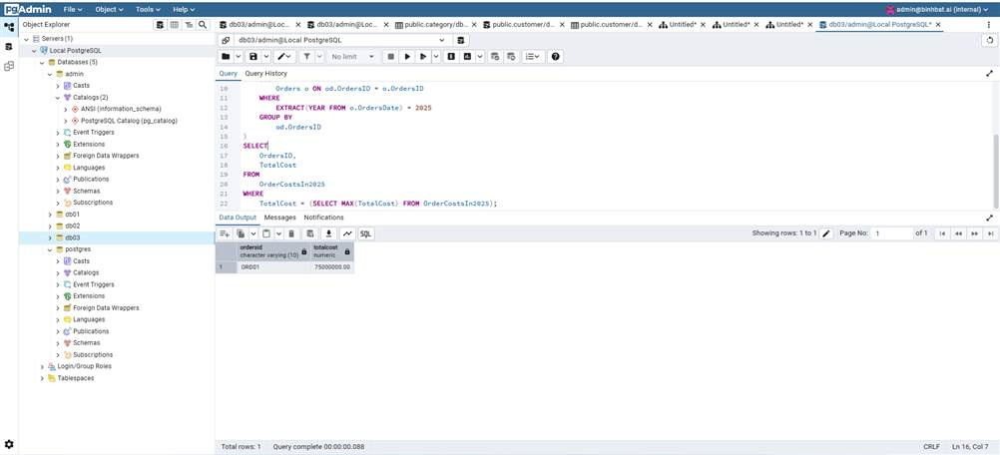 pgAdmin File Object Tools Help admin@binhbat.ai (internal)
Object Explorer
db03/admin@Loc... db03/admin@Loc... public.category/db... public.customer/d... public.customer/d... Untitled* Untitled* Untitled* db03/admin@Local PostgreSQL*
Servers (1)
Local PostgreSQL
Databases (5)
admin
Casts
Catalogs (2)
ANSI (information_schema)
PostgreSQL Catalog (pg_catalog)
Event Triggers
Extensions
Foreign Data Wrappers
Languages
Publications
Schemas
Subscriptions
db01
db02
db03
postgres
Casts
Catalogs
Event Triggers
Extensions
Foreign Data Wrappers
Languages
Publications
Schemas
Subscriptions
Login/Group Roles
Tablespaces
db03/admin@Local PostgreSQL
No limit
Query Query History
10 Orders o ON od.OrdersID = o.OrdersID
11 WHERE
12 EXTRACT(YEAR FROM o.OrdersDate) = 2025
13 GROUP BY
14 od.OrdersID
15 )
16 SELECT
17 OrdersID,
18 TotalCost
19 FROM
20 OrderCostsIn2025
21 WHERE
22 TotalCost = (SELECT MAX(TotalCost) FROM OrderCostsIn2025);
Data Output Messages Notifications
SQL Showing rows: 1 to 1 Page No: 1 of 1
ordersid totalcost
character varying (10) numeric
1 ORD01 75000000.00
Total rows: 1 Query complete 00:00:00.088 CRLF Ln 16, Col 7